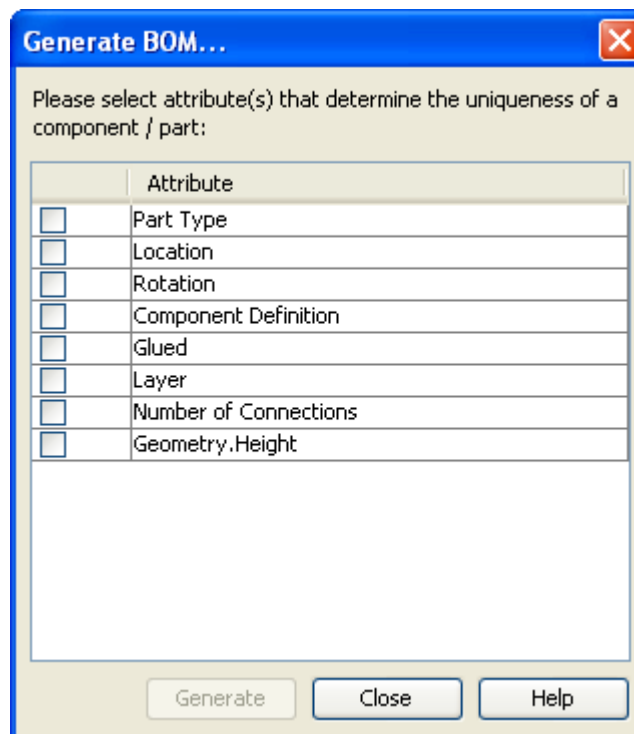 Generate BOM...
Please select attribute(s) that determine the uniqueness of a
component / part:
Attribute
Part Type
Location
Rotation
Component Definition
Glued
Layer
Number of Connections
Geometry.Height
Generate Close Help